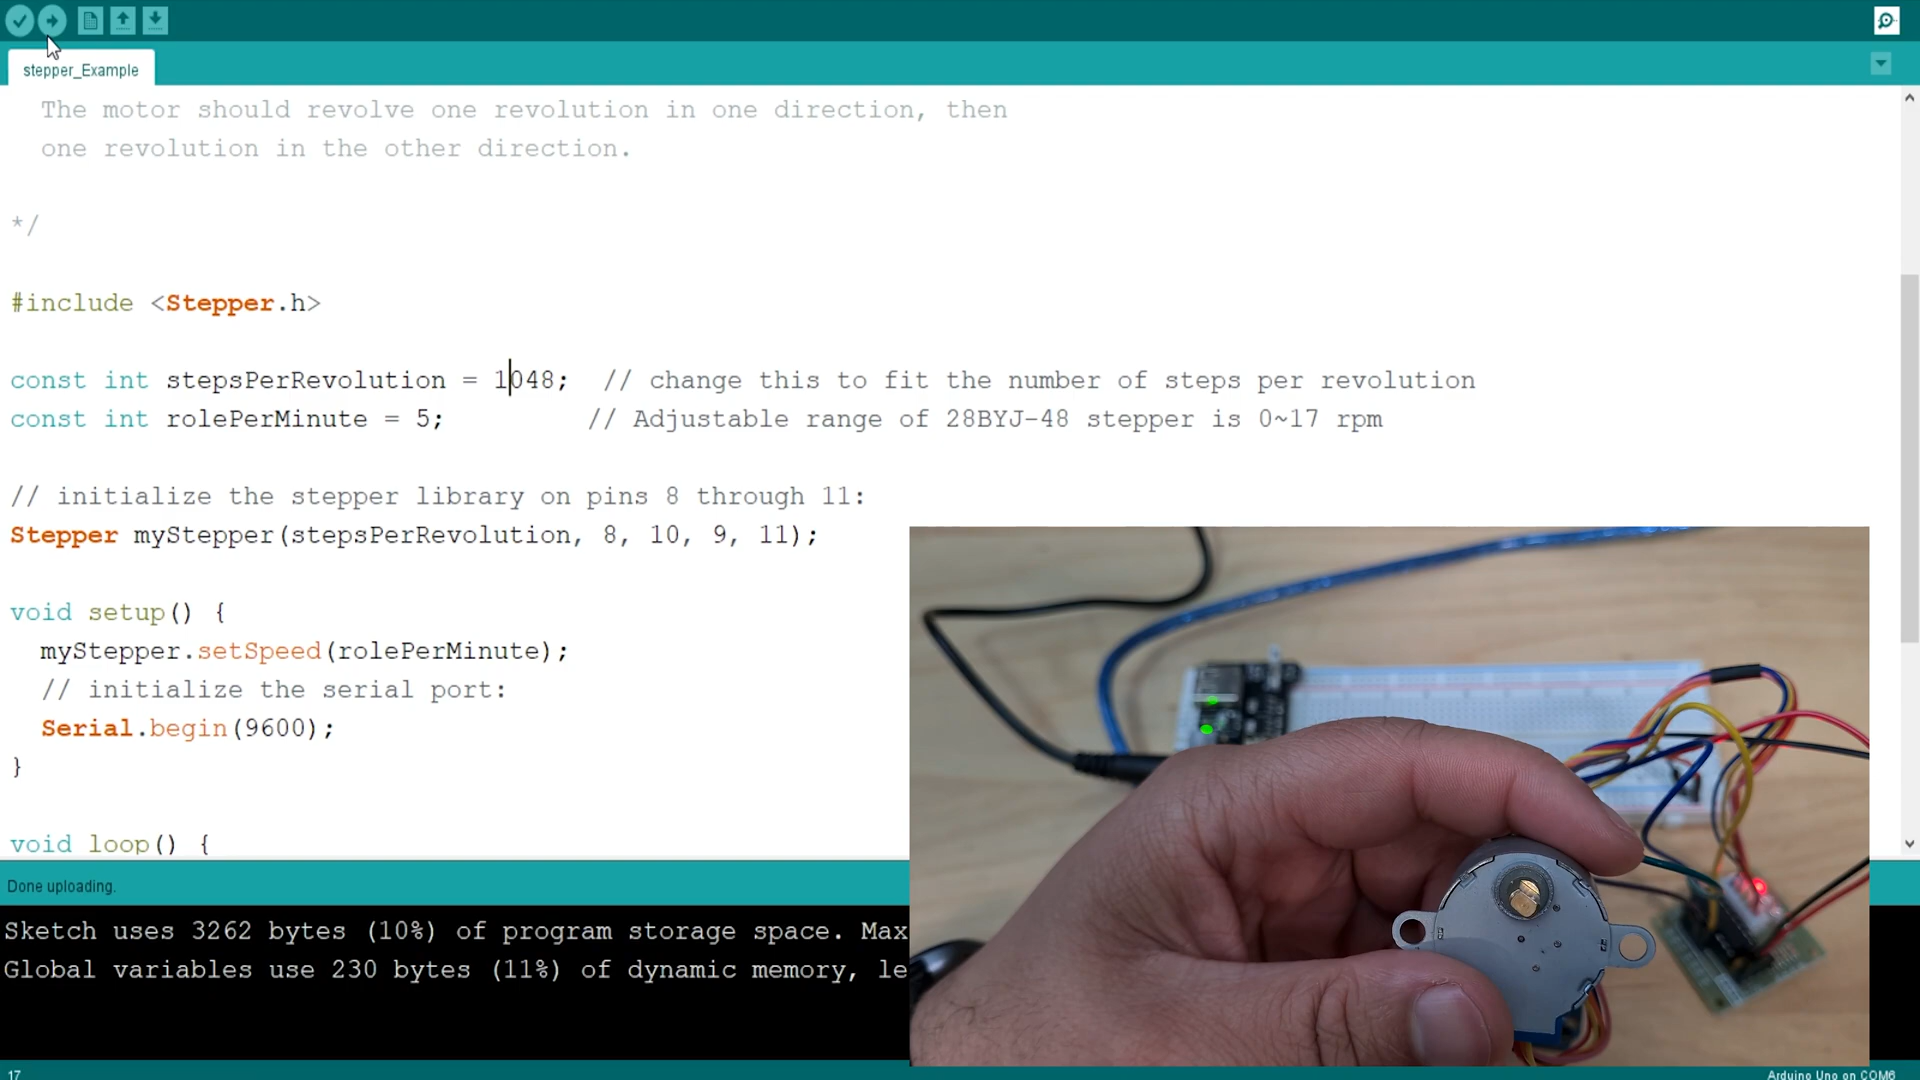 stepper_Example
The motor should revolve one revolution in one direction, then
one revolution in the other direction.
*/
#include <Stepper.h>
const int stepsPerRevolution = 1048;  // change this to fit the number of steps per revolution
const int rolePerMinute = 5;         // Adjustable range of 28BYJ-48 stepper is 0~17 rpm
// initialize the stepper library on pins 8 through 11:
Stepper myStepper(stepsPerRevolution, 8, 10, 9, 11);
void setup() {
myStepper.setSpeed(rolePerMinute);
// initialize the serial port:
Serial.begin(9600);
}
void loop() {
Done uploading.
Sketch uses 3262 bytes (10%) of program storage space. Max
Global variables use 230 bytes (11%) of dynamic memory, le
17
Arduino Uno on COM6